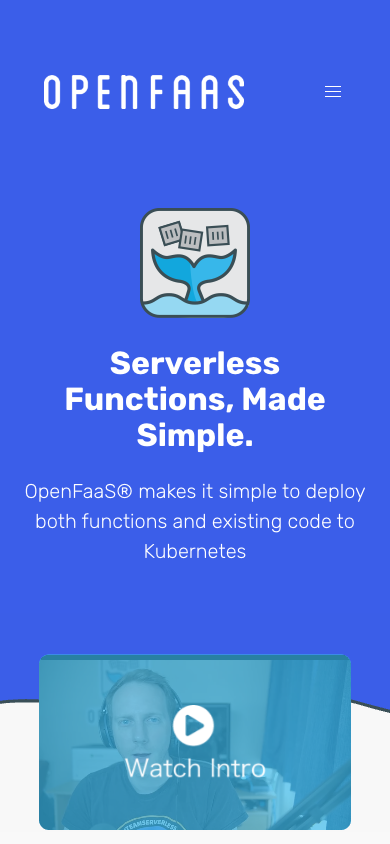 OPENFAAS
Serverless
Functions, Made
Simple.
OpenFaaS® makes it simple to deploy
both functions and existing code to
Kubernetes
Watch Intro
TEAMSERVERLESS